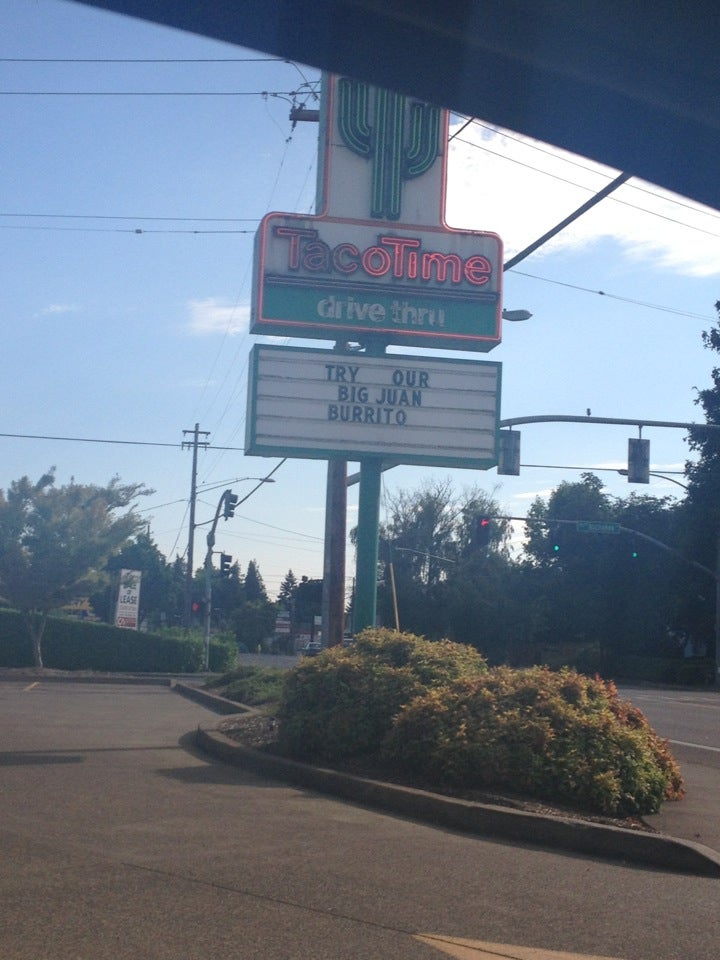 TacoTime
drive thru
TRY OUR
BIG JUAN
BURRITO
LEASE